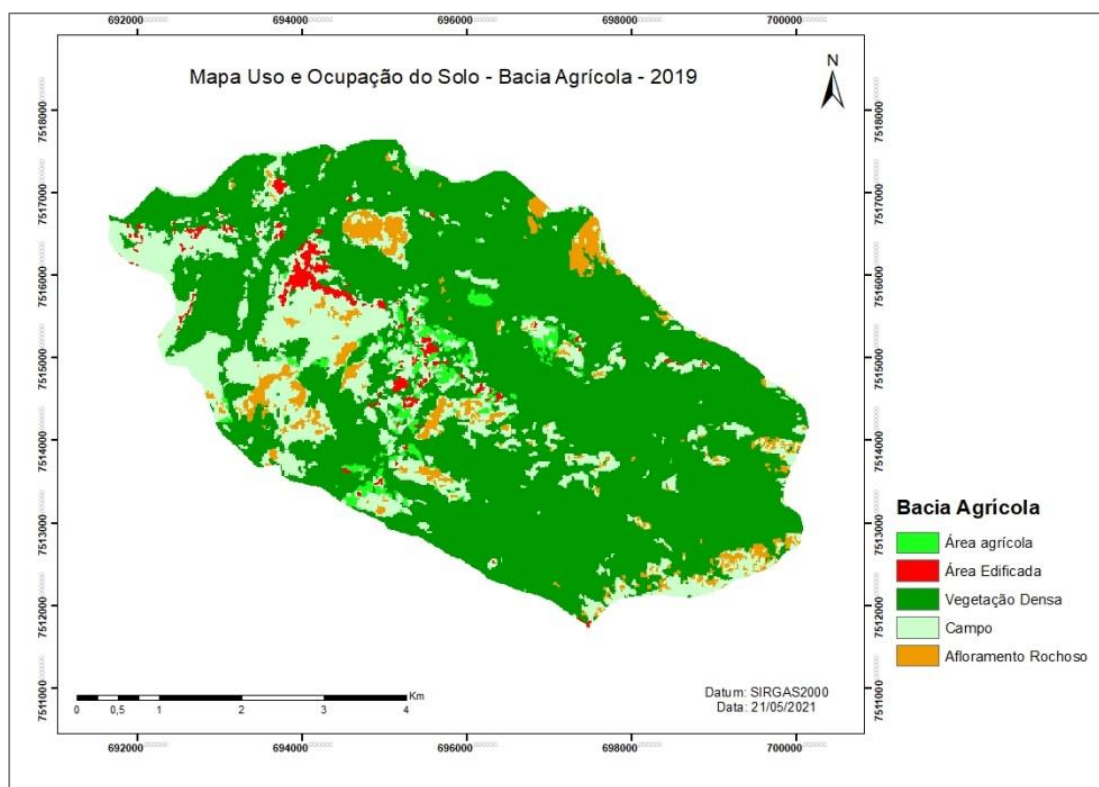 692000 694000 696000 698000 700000
Mapa Uso e Ocupação do Solo - Bacia Agrícola - 2019
N
7518000 7518000
7517000 7517000
7516000 7516000
7515000 7515000
7514000 7514000
7513000 7513000
7512000 7512000
7511000 7511000
Bacia Agrícola
Área agrícola
Área Edificada
Vegetação Densa
Campo
Afloramento Rochoso
Km
0 0,5 1 2 3 4
Datum: SIRGAS2000
Data: 21/05/2021
692000 694000 696000 698000 700000